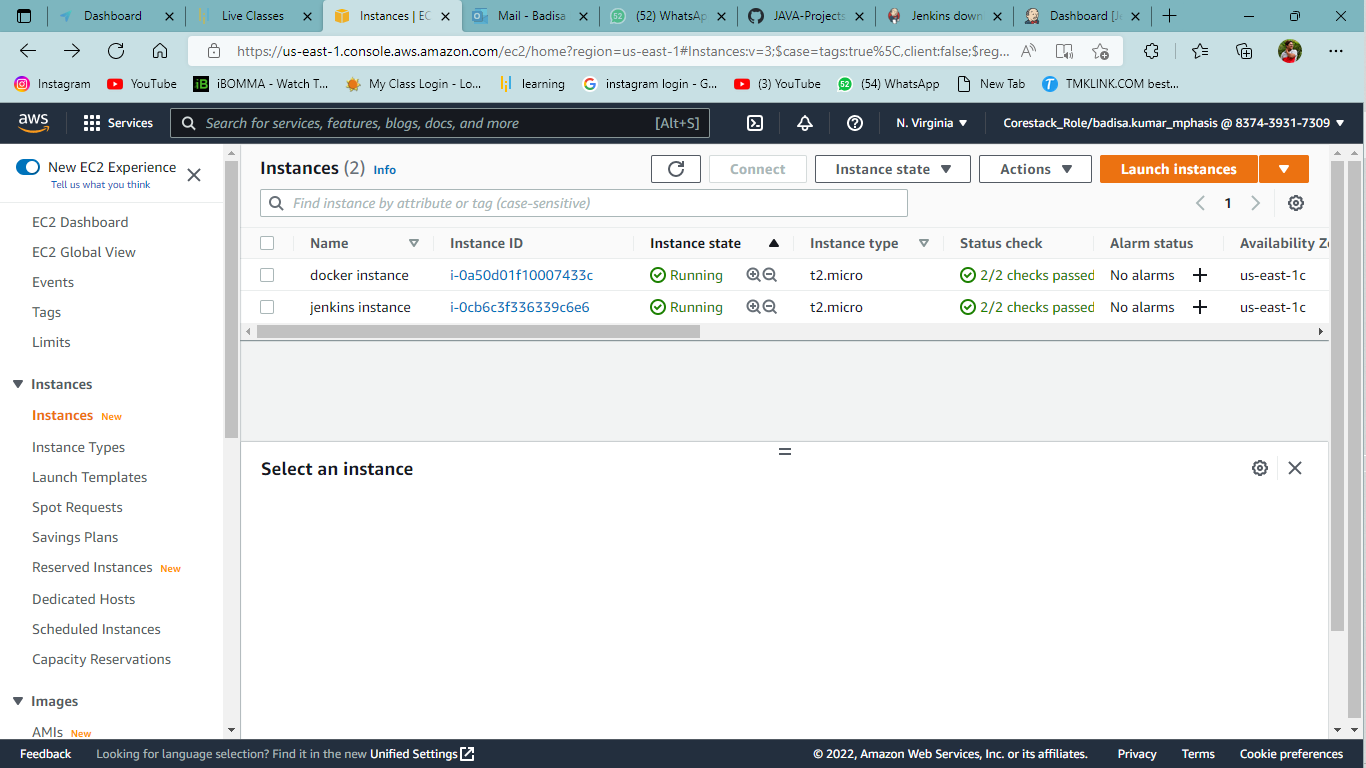 Dashboard
Live Classes
Instances | EC
Mail - Badisa
(52) WhatsAp
JAVA-Projects
Jenkins down
Dashboard [Je
https://us-east-1.console.aws.amazon.com/ec2/home?region=us-east-1#Instances:v=3;$case=tags:true%5C,client:false;$reg...
Instagram
YouTube
iBOMMA - Watch T...
My Class Login - Lo...
learning
instagram login - G...
(3) YouTube
(54) WhatsApp
New Tab
TMKLINK.COM best...
aws
Services
Search for services, features, blogs, docs, and more [Alt+S]
N. Virginia
Corestack_Role/badisa.kumar_mphasis @ 8374-3931-7309
New EC2 Experience
Tell us what you think
EC2 Dashboard
EC2 Global View
Events
Tags
Limits
Instances
Instances New
Instance Types
Launch Templates
Spot Requests
Savings Plans
Reserved Instances New
Dedicated Hosts
Scheduled Instances
Capacity Reservations
Images
AMIs New
Instances (2) Info
Connect
Instance state
Actions
Launch instances
Find instance by attribute or tag (case-sensitive)
1
Name Instance ID Instance state Instance type Status check Alarm status Availability Zo
docker instance i-0a50d01f10007433c Running t2.micro 2/2 checks passed No alarms + us-east-1c
jenkins instance i-0cb6c3f336339c6e6 Running t2.micro 2/2 checks passed No alarms + us-east-1c
Select an instance
Feedback
Looking for language selection? Find it in the new Unified Settings
© 2022, Amazon Web Services, Inc. or its affiliates.
Privacy
Terms
Cookie preferences